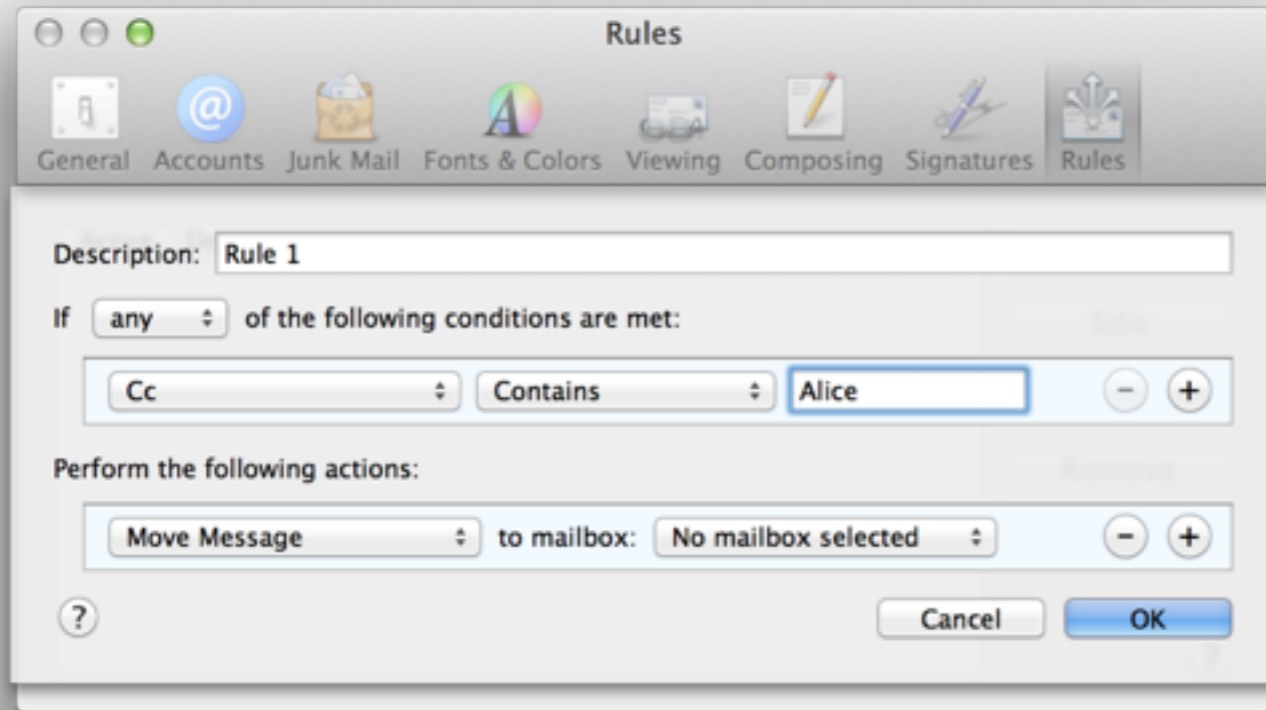 Rules
General Accounts Junk Mail Fonts & Colors Viewing Composing Signatures Rules
Description: Rule 1
If any of the following conditions are met:
Edit
Cc Contains Alice − +
Perform the following actions:
Remove
Move Message to mailbox: No mailbox selected − +
? Cancel OK
?